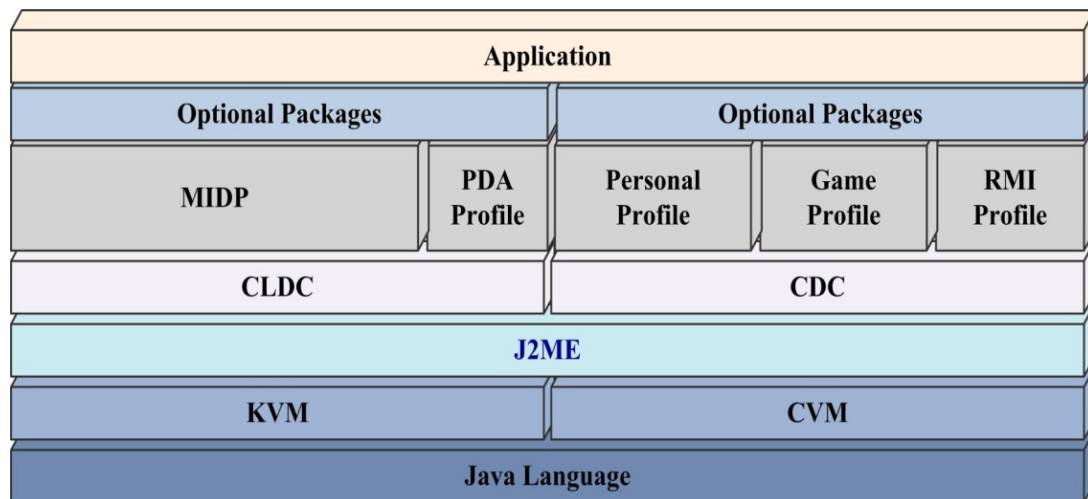 Application
Optional Packages
Optional Packages
MIDP
PDA
Profile
Personal
Profile
Game
Profile
RMI
Profile
CLDC
CDC
J2ME
KVM
CVM
Java Language